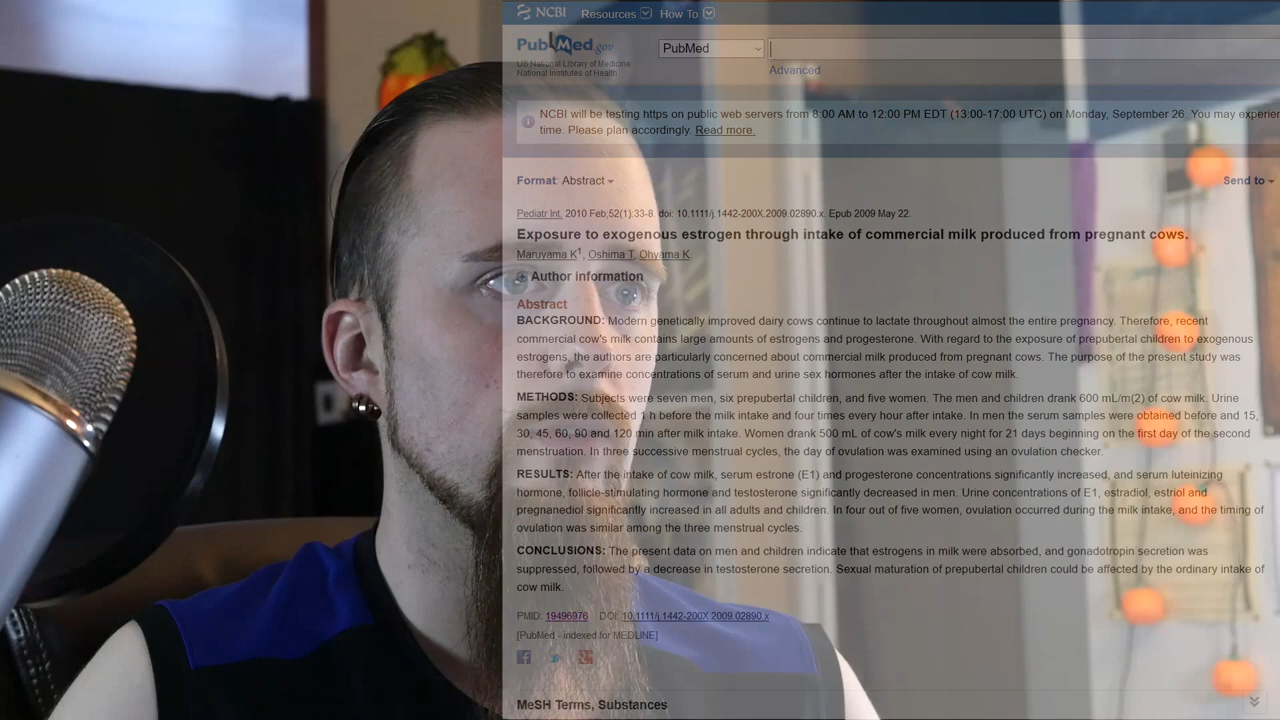 NCBI Resources How To
PubMed.gov
PubMed
US National Library of Medicine
National Institutes of Health
Advanced
NCBI will be testing https on public web servers from 8:00 AM to 12:00 PM EDT (13:00-17:00 UTC) on Monday, September 26. You may experien
time. Please plan accordingly. Read more.
Format: Abstract
Send to
Pediatr Int. 2010 Feb;52(1):33-8. doi: 10.1111/j.1442-200X.2009.02890.x. Epub 2009 May 22.
Exposure to exogenous estrogen through intake of commercial milk produced from pregnant cows.
Maruyama K1, Oshima T, Ohyama K.
Author information
Abstract
BACKGROUND: Modern genetically improved dairy cows continue to lactate throughout almost the entire pregnancy. Therefore, recent
commercial cow's milk contains large amounts of estrogens and progesterone. With regard to the exposure of prepubertal children to exogenous
estrogens, the authors are particularly concerned about commercial milk produced from pregnant cows. The purpose of the present study was
therefore to examine concentrations of serum and urine sex hormones after the intake of cow milk.
METHODS: Subjects were seven men, six prepubertal children, and five women. The men and children drank 600 mL/m(2) of cow milk. Urine
samples were collected 1 h before the milk intake and four times every hour after intake. In men the serum samples were obtained before and 15,
30, 45, 60, 90 and 120 min after milk intake. Women drank 500 mL of cow's milk every night for 21 days beginning on the first day of the second
menstruation. In three successive menstrual cycles, the day of ovulation was examined using an ovulation checker.
RESULTS: After the intake of cow milk, serum estrone (E1) and progesterone concentrations significantly increased, and serum luteinizing
hormone, follicle-stimulating hormone and testosterone significantly decreased in men. Urine concentrations of E1, estradiol, estriol and
pregnanediol significantly increased in all adults and children. In four out of five women, ovulation occurred during the milk intake, and the timing of
ovulation was similar among the three menstrual cycles.
CONCLUSIONS: The present data on men and children indicate that estrogens in milk were absorbed, and gonadotropin secretion was
suppressed, followed by a decrease in testosterone secretion. Sexual maturation of prepubertal children could be affected by the ordinary intake of
cow milk.
PMID: 19496976 DOI: 10.1111/j.1442-200X.2009.02890.x
[PubMed - indexed for MEDLINE]
MeSH Terms, Substances